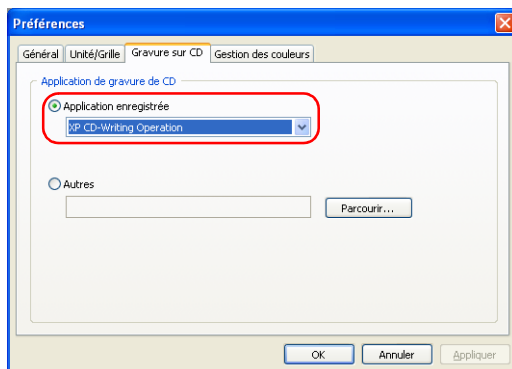 Préférences
Général Unité/Grille Gravure sur CD Gestion des couleurs
Application de gravure de CD
Application enregistrée
XP CD-Writing Operation
Autres
Parcourir...
OK Annuler Appliquer